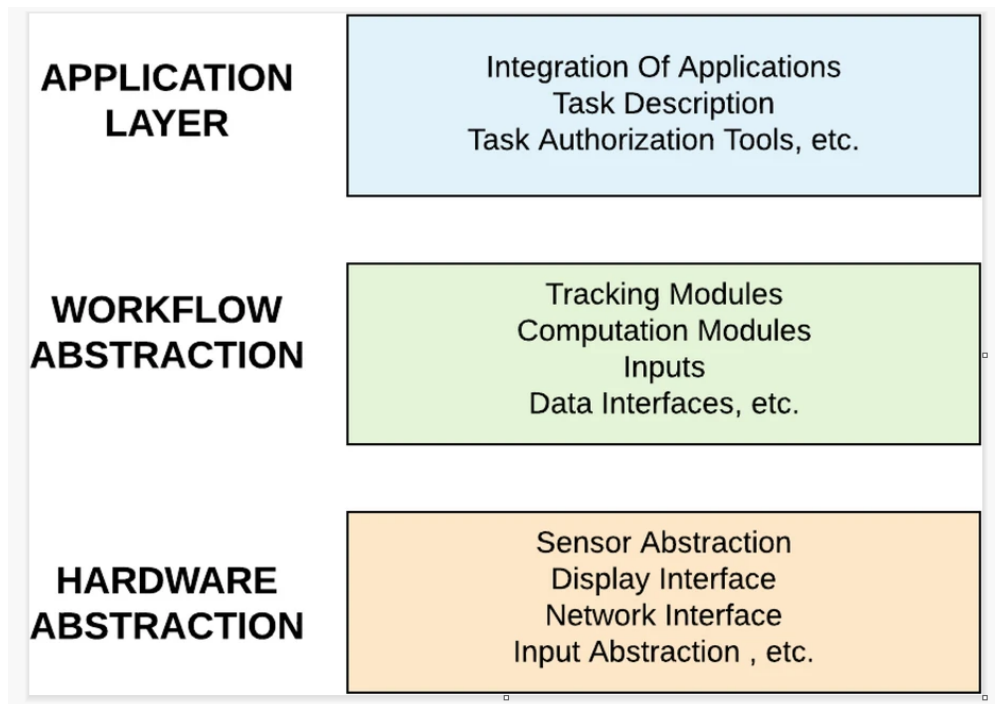 APPLICATION
LAYER
Integration Of Applications
Task Description
Task Authorization Tools, etc.
WORKFLOW
ABSTRACTION
Tracking Modules
Computation Modules
Inputs
Data Interfaces, etc.
HARDWARE
ABSTRACTION
Sensor Abstraction
Display Interface
Network Interface
Input Abstraction , etc.